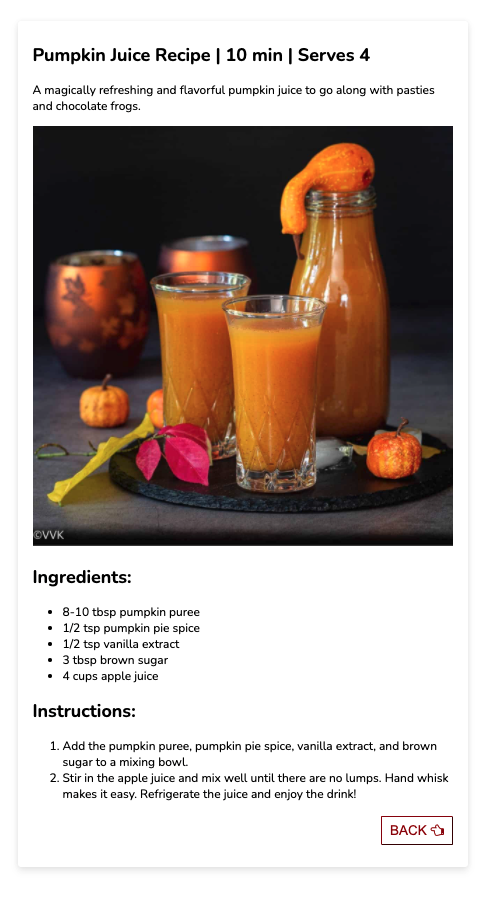 Pumpkin Juice Recipe | 10 min | Serves 4
A magically refreshing and flavorful pumpkin juice to go along with pasties
and chocolate frogs.
©VVK
Ingredients:
• 8-10 tbsp pumpkin puree
• 1/2 tsp pumpkin pie spice
• 1/2 tsp vanilla extract
• 3 tbsp brown sugar
• 4 cups apple juice
Instructions:
1. Add the pumpkin puree, pumpkin pie spice, vanilla extract, and brown
sugar to a mixing bowl.
2. Stir in the apple juice and mix well until there are no lumps. Hand whisk
makes it easy. Refrigerate the juice and enjoy the drink!
BACK